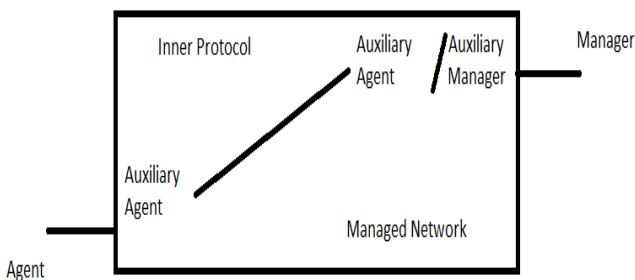 Inner Protocol
Auxiliary Agent
Auxiliary Manager
Manager
Auxiliary
Agent
Managed Network
Agent